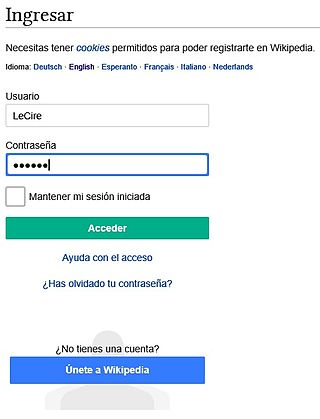 Ingresar
Necesitas tener cookies permitidos para poder registrarte en Wikipedia.
Idioma: Deutsch · English · Esperanto · Français · Italiano · Nederlands
Usuario
LeCire
Contraseña
••••••
Mantener mi sesión iniciada
Acceder
Ayuda con el acceso
¿Has olvidado tu contraseña?
¿No tienes una cuenta?
Únete a Wikipedia